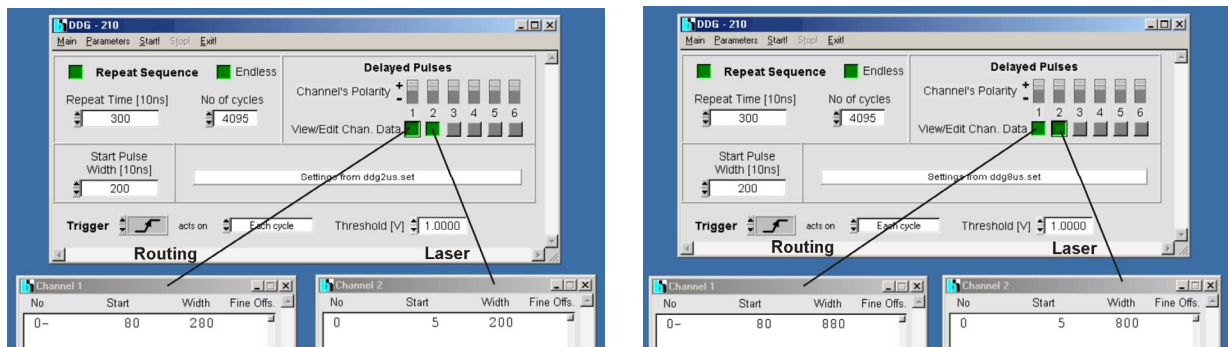 DDG - 210
Main Parameters Start! Stop! Exit!
Repeat Sequence Endless
Delayed Pulses
Channel's Polarity + -
Repeat Time [10ns] No of cycles
300 4095
1 2 3 4 5 6
View/Edit Chan. Data
Start Pulse
Width [10ns]
200
Settings from ddg2us.set
Trigger acts on Each cycle Threshold [V] 1.0000
Routing Laser
Channel 1
No Start Width Fine Offs.
0- 80 280
Channel 2
No Start Width Fine Offs.
0 5 200
DDG - 210
Main Parameters Start! Stop! Exit!
Repeat Sequence Endless
Delayed Pulses
Channel's Polarity + -
Repeat Time [10ns] No of cycles
300 4095
1 2 3 4 5 6
View/Edit Chan. Data
Start Pulse
Width [10ns]
200
Settings from ddg8us.set
Trigger acts on Each cycle Threshold [V] 1.0000
Routing Laser
Channel 1
No Start Width Fine Offs.
0- 80 880
Channel 2
No Start Width Fine Offs.
0 5 800